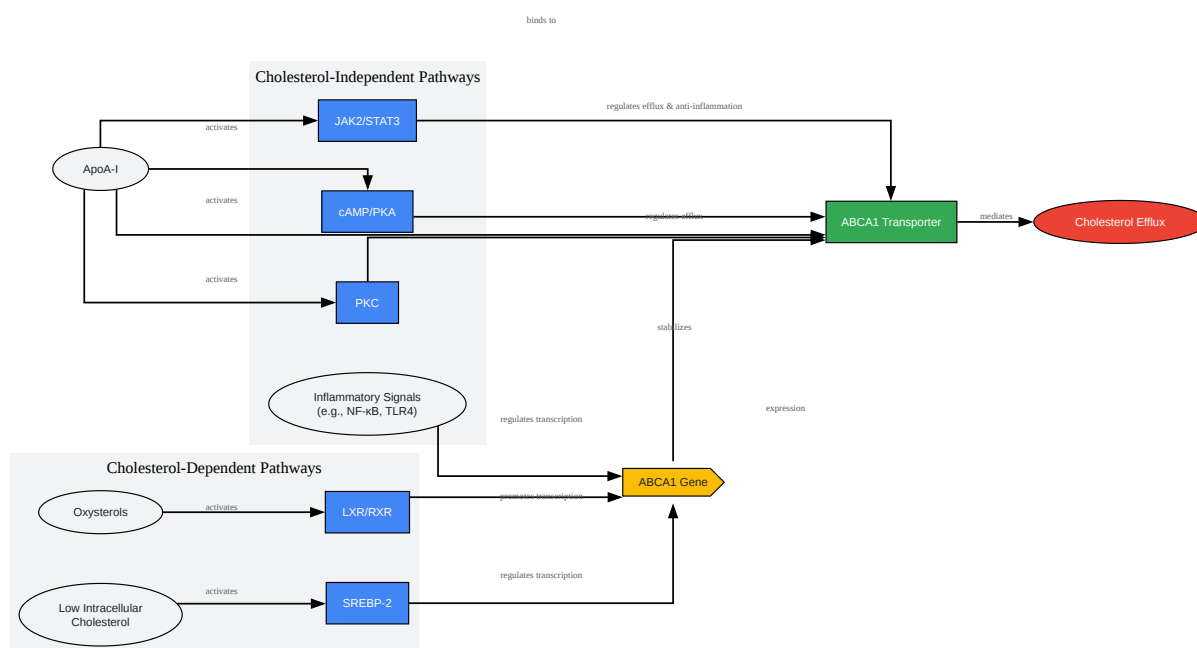 binds to
Cholesterol-Independent Pathways
JAK2/STAT3
regulates efflux & anti-inflammation
activates
ApoA-I
activates
cAMP/PKA
regulates efflux
ABCA1 Transporter
mediates
Cholesterol Efflux
activates
PKC
stabilizes
Inflammatory Signals
(e.g., NF-κB, TLR4)
expression
regulates transcription
Cholesterol-Dependent Pathways
ABCA1 Gene
Oxysterols
activates
LXR/RXR
promotes transcription
regulates transcription
Low Intracellular
Cholesterol
activates
SREBP-2